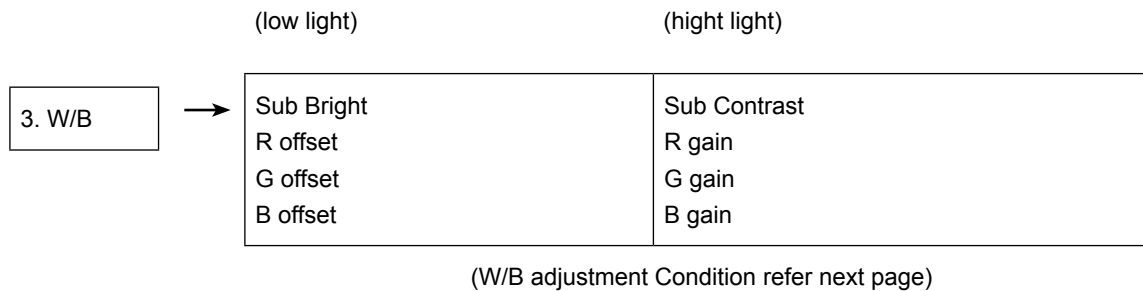 (low light) (hight light)
3. W/B
Sub Bright Sub Contrast
R offset R gain
G offset G gain
B offset B gain
(W/B adjustment Condition refer next page)